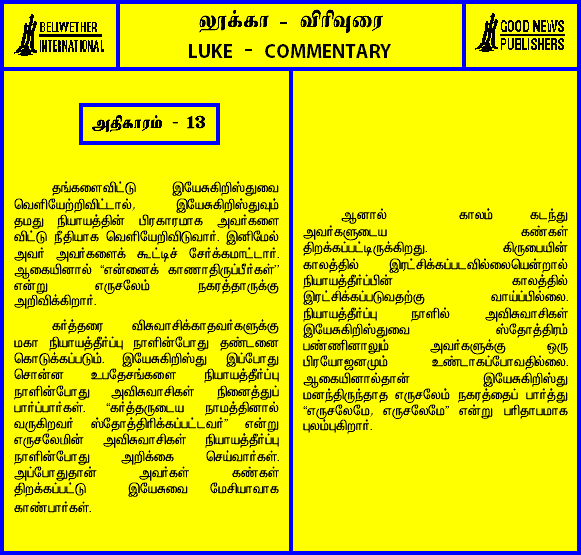 BELLWETHER
INTERNATIONAL
லூக்கா - விரிவுரை
LUKE - COMMENTARY
GOOD NEWS
PUBLISHERS
அதிகாரம் - 13
தங்களைவிட்டு இயேசுகிறிஸ்துவை
வெளியேற்றிவிட்டால், இயேசுகிறிஸ்துவும்
தமது நியாயத்தின் பிரகாரமாக அவர்களை
விட்டு நீதியாக வெளியேறிவிடுவார். இனிமேல்
அவர் அவர்களைக் கூட்டிச் சேர்க்கமாட்டார்.
ஆகையினால் “என்னைக் காணாதிருப்பீர்கள்”
என்று எருசலேம் நகரத்தாருக்கு
அறிவிக்கிறார்.
கர்த்தரை விசுவாசிக்காதவர்களுக்கு
மகா நியாயத்தீர்ப்பு நாளின்போது தண்டனை
கொடுக்கப்படும். இயேசுகிறிஸ்து இப்போது
சொன்ன உபதேசங்களை நியாயத்தீர்ப்பு
நாளின்போது அவிசுவாசிகள் நினைத்துப்
பார்ப்பார்கள். “கர்த்தருடைய நாமத்தினால்
வருகிறவர் ஸ்தோத்திரிக்கப்பட்டவர்” என்று
எருசலேமின் அவிசுவாசிகள் நியாயத்தீர்ப்பு
நாளின்போது அறிக்கை செய்வார்கள்.
அப்போதுதான் அவர்கள் கண்கள்
திறக்கப்பட்டு இயேசுவை மேசியாவாக
காண்பார்கள்.
ஆனால் காலம் கடந்து
அவர்களுடைய கண்கள்
திறக்கப்பட்டிருக்கிறது. கிருபையின்
காலத்தில் இரட்சிக்கப்படவில்லையென்றால்
நியாயத்தீர்ப்பின் காலத்தில்
இரட்சிக்கப்படுவதற்கு வாய்ப்பில்லை.
நியாயத்தீர்ப்பு நாளில் அவிசுவாசிகள்
இயேசுகிறிஸ்துவை ஸ்தோத்திரம்
பண்ணினாலும் அவர்களுக்கு ஒரு
பிரயோஜனமும் உண்டாகப்போவதில்லை.
ஆகையினால்தான் இயேசுகிறிஸ்து
மனந்திருந்தாத எருசலேம் நகரத்தைப் பார்த்து
“எருசலேமே, எருசலேமே” என்று பரிதாபமாக
புலம்புகிறார்.